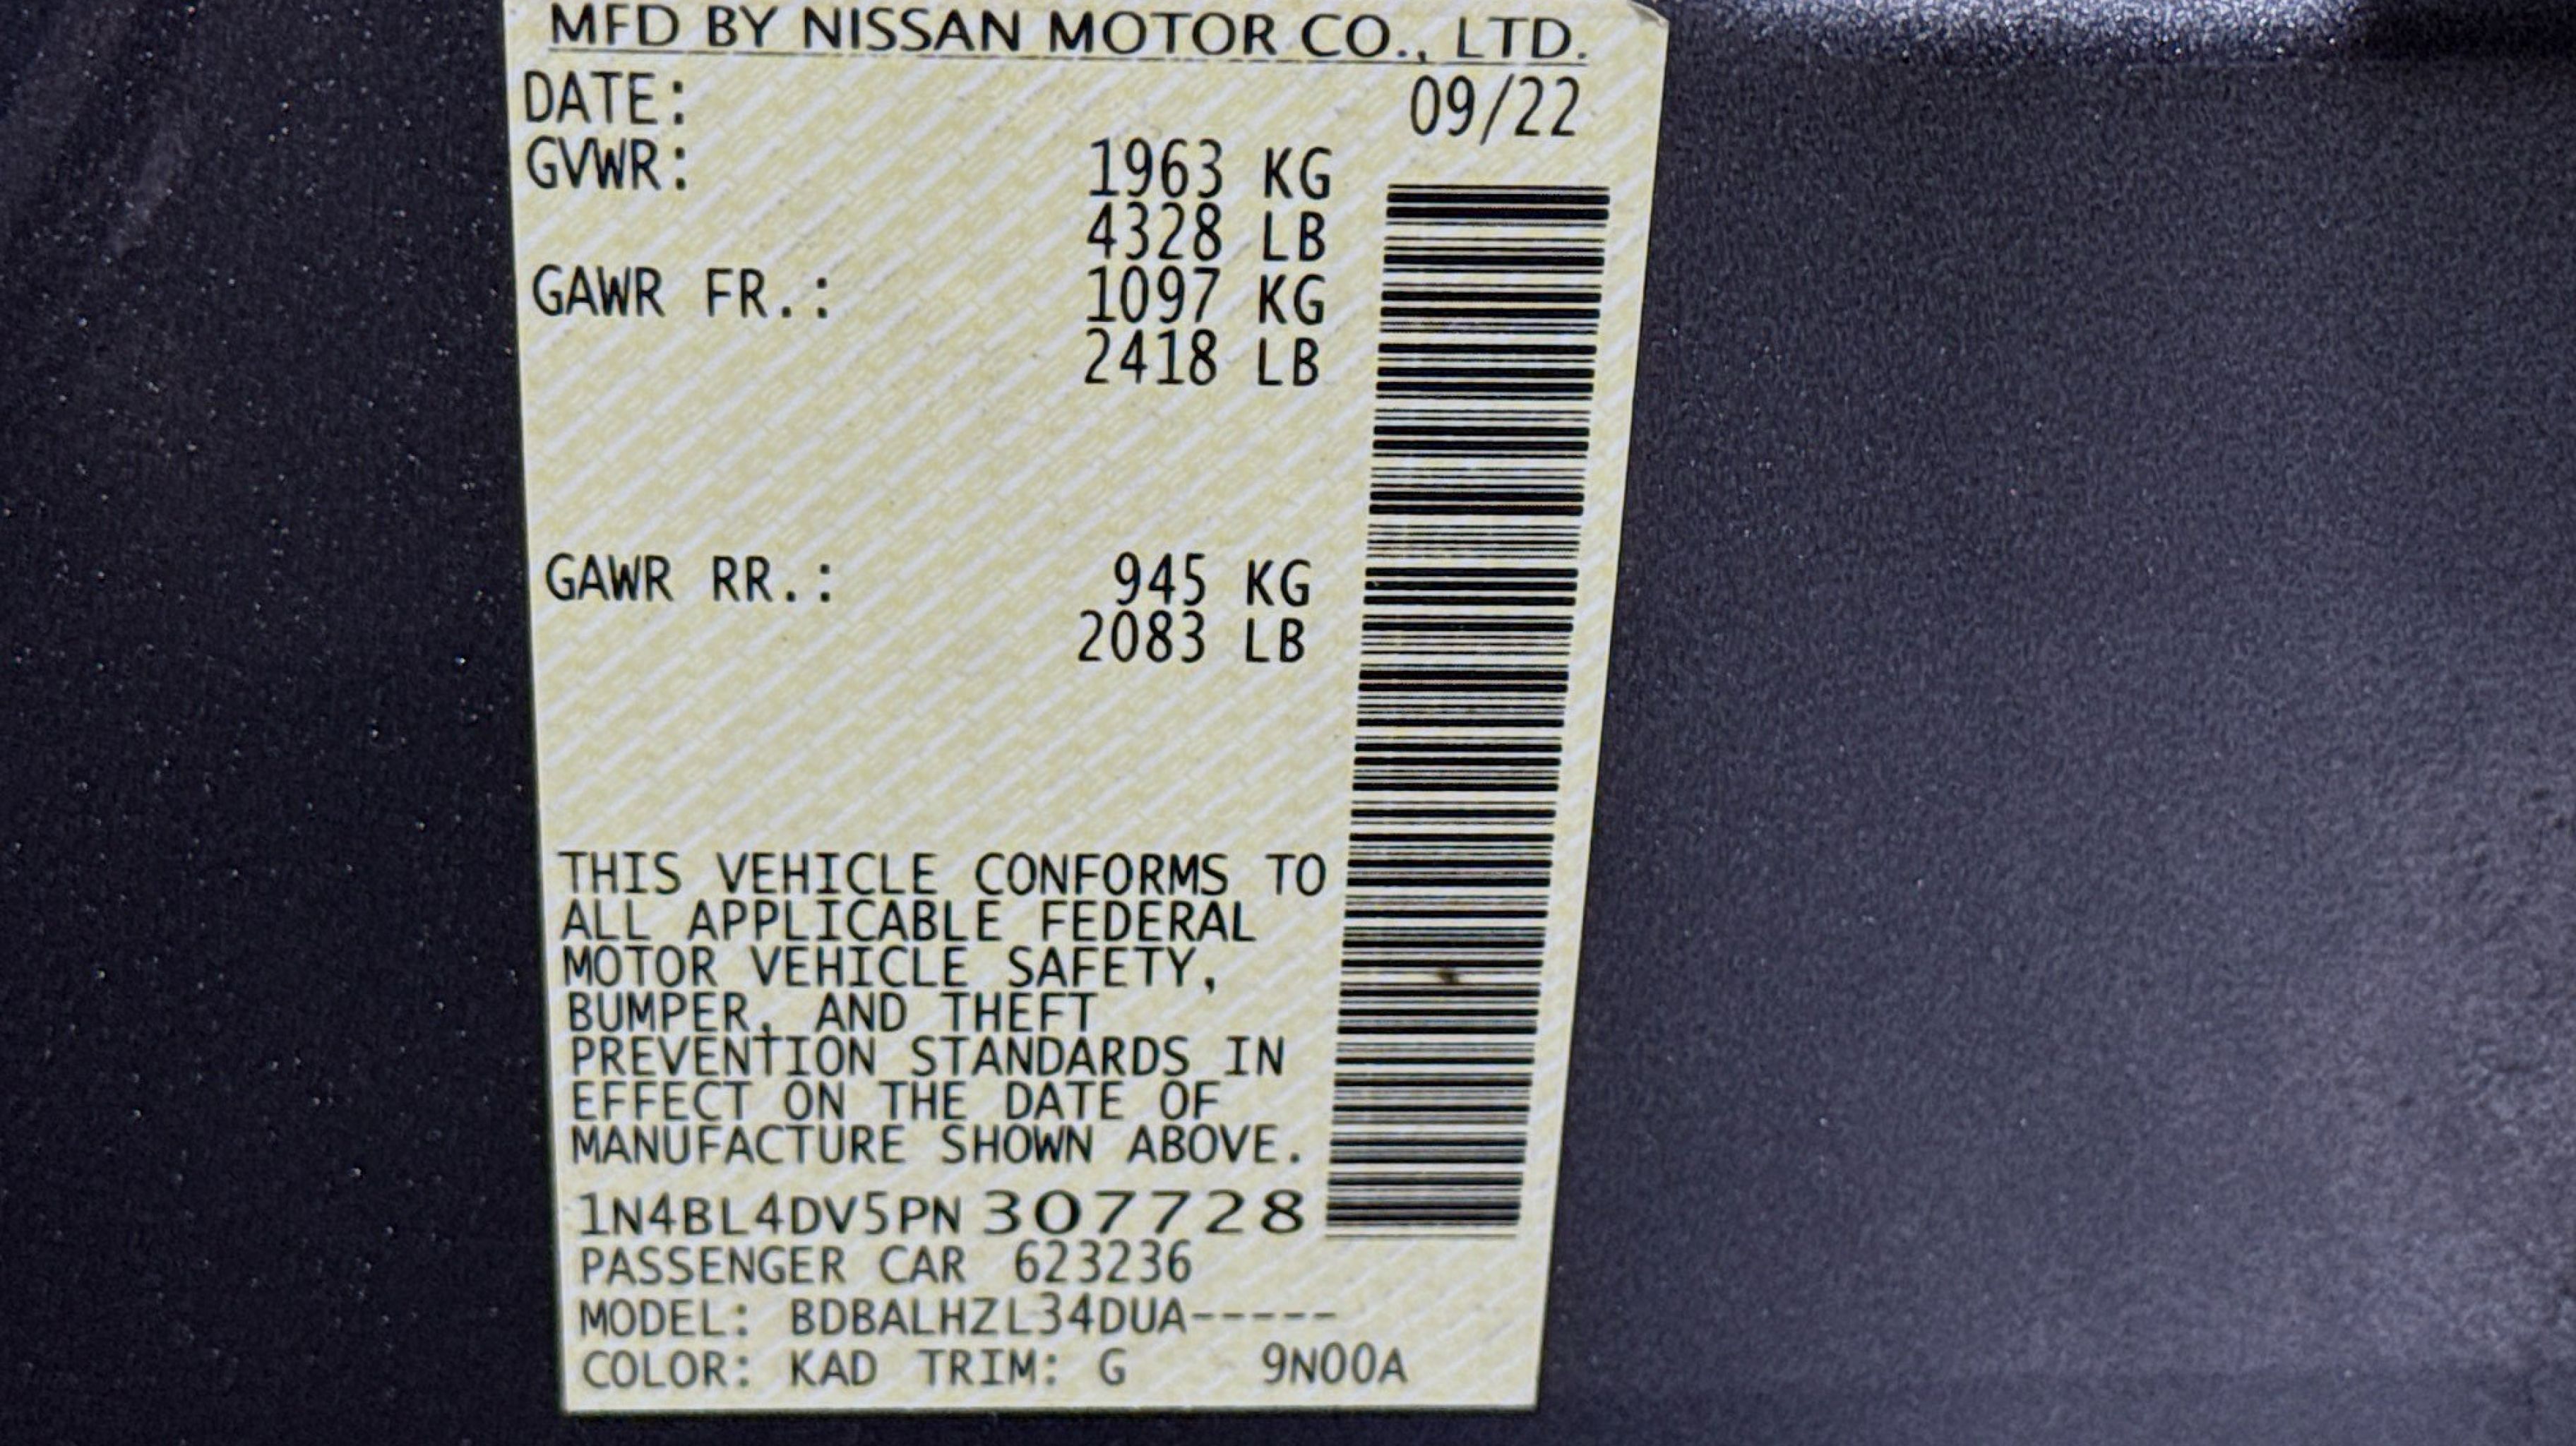 MFD BY NISSAN MOTOR CO., LTD.
DATE: 09/22
GVWR: 1963 KG
4328 LB
GAWR FR.: 1097 KG
2418 LB
GAWR RR.: 945 KG
2083 LB
THIS VEHICLE CONFORMS TO
ALL APPLICABLE FEDERAL
MOTOR VEHICLE SAFETY,
BUMPER, AND THEFT
PREVENTION STANDARDS IN
EFFECT ON THE DATE OF
MANUFACTURE SHOWN ABOVE.
1N4BL4DV5PN307728
PASSENGER CAR 623236
MODEL: BDBALHZL34DUA-----
COLOR: KAD TRIM: G 9N00A